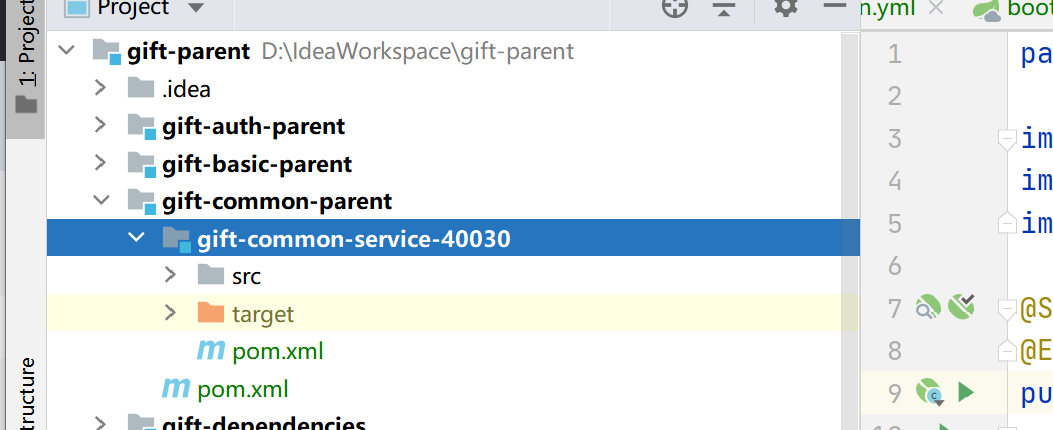 Project
n.yml
boot
1: Project
gift-parent D:\IdeaWorkspace\gift-parent
.idea
gift-auth-parent
gift-basic-parent
gift-common-parent
gift-common-service-40030
src
target
m pom.xml
m pom.xml
gift-dependencies
tructure
1 pa
2
3 im
4 im
5 im
6
7 @S
8 @E
9 pu
10